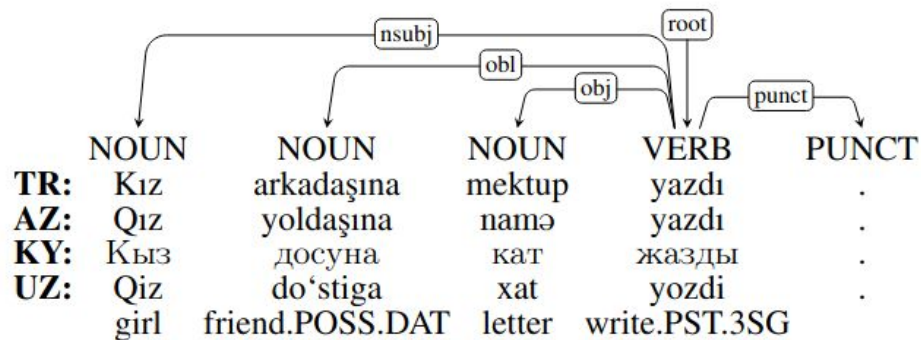 root
nsubj
obl
obj
punct
NOUN NOUN NOUN VERB PUNCT
TR: Kız arkadaşına mektup yazdı .
AZ: Qız yoldaşına namə yazdı .
KY: Кыз досуна кат жазды .
UZ: Qiz do‘stiga xat yozdi .
girl friend.POSS.DAT letter write.PST.3SG